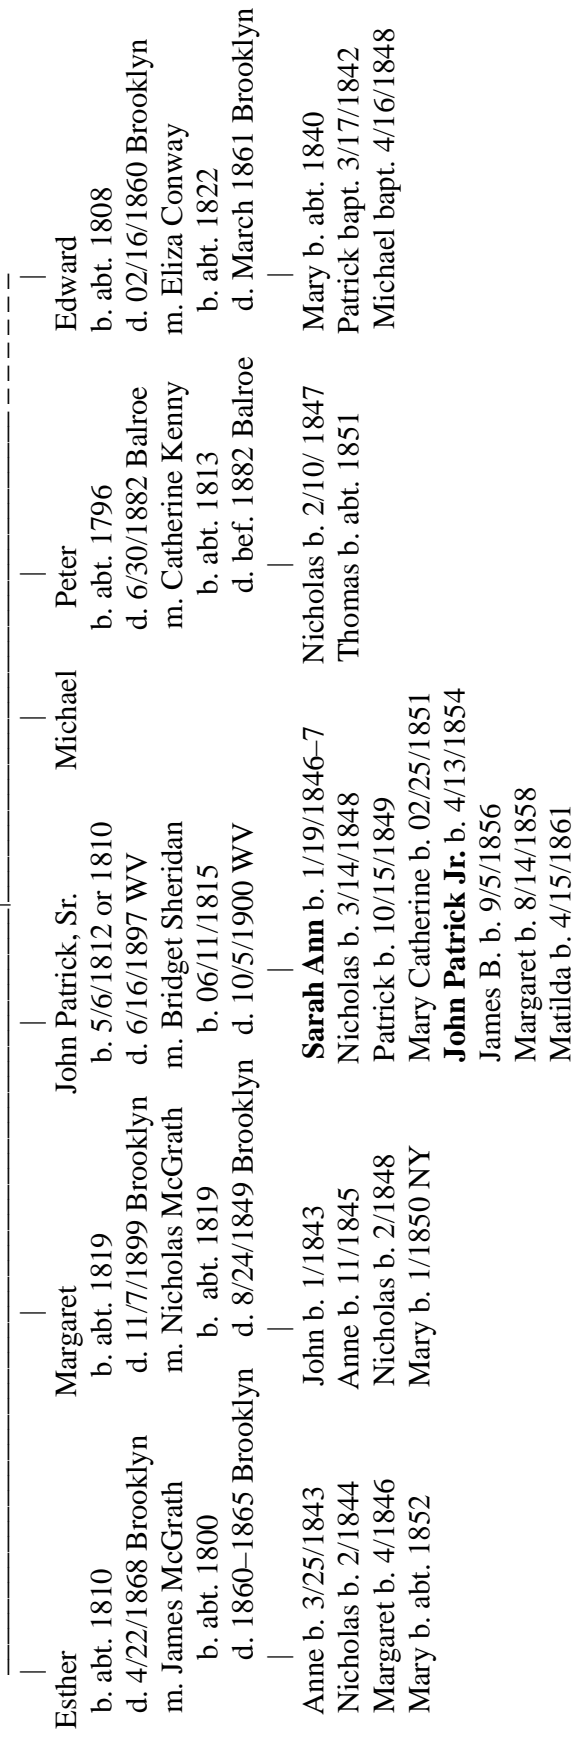 Esther
b. abt. 1810
d. 4/22/1868 Brooklyn
m. James McGrath
b. abt. 1800
d. 1860–1865 Brooklyn
Anne b. 3/25/1843
Nicholas b. 2/1844
Margaret b. 4/1846
Mary b. abt. 1852
Margaret
b. abt. 1819
d. 11/7/1899 Brooklyn
m. Nicholas McGrath
b. abt. 1819
d. 8/24/1849 Brooklyn
John b. 1/1843
Anne b. 11/1845
Nicholas b. 2/1848
Mary b. 1/1850 NY
John Patrick, Sr.
b. 5/6/1812 or 1810
d. 6/16/1897 WV
m. Bridget Sheridan
b. 06/11/1815
d. 10/5/1900 WV
Sarah Ann b. 1/19/1846–7
Nicholas b. 3/14/1848
Patrick b. 10/15/1849
Mary Catherine b. 02/25/1851
John Patrick Jr. b. 4/13/1854
James B. b. 9/5/1856
Margaret b. 8/14/1858
Matilda b. 4/15/1861
Michael
Peter
b. abt. 1796
d. 6/30/1882 Balroe
m. Catherine Kenny
b. abt. 1813
d. bef. 1882 Balroe
Nicholas b. 2/10/ 1847
Thomas b. abt. 1851
Edward
b. abt. 1808
d. 02/16/1860 Brooklyn
m. Eliza Conway
b. abt. 1822
d. March 1861 Brooklyn
Mary b. abt. 1840
Patrick bapt. 3/17/1842
Michael bapt. 4/16/1848